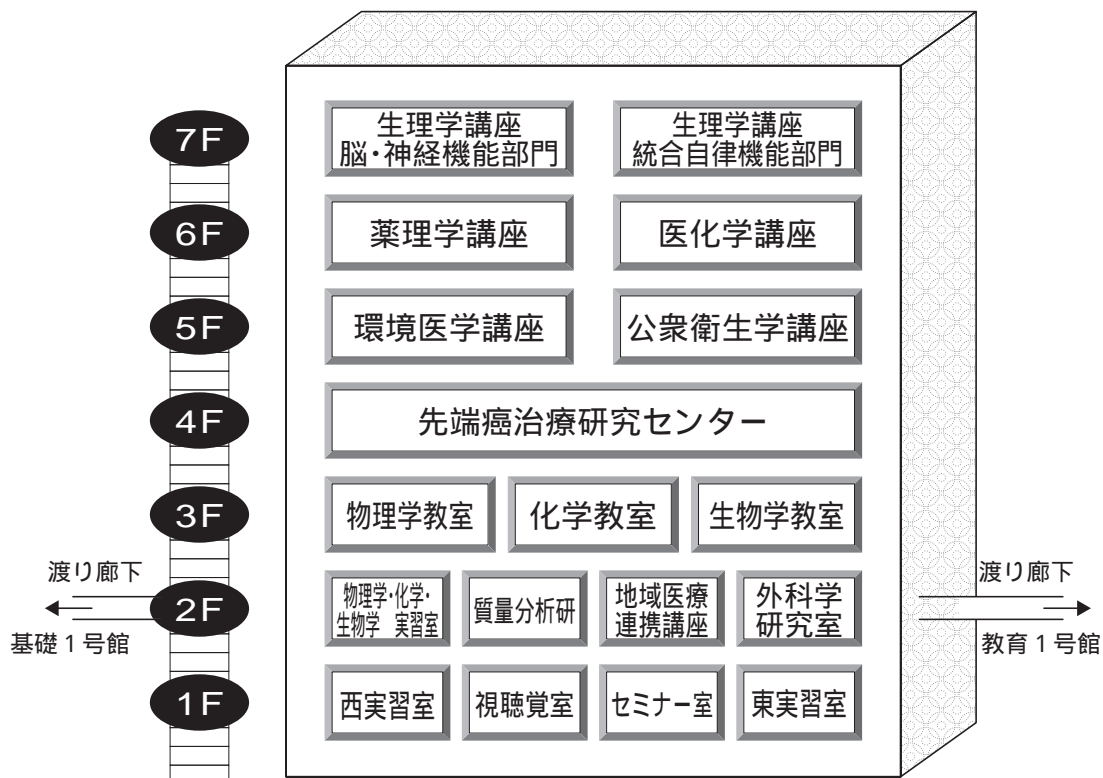 7F
生理学講座
脳・神経機能部門
生理学講座
統合自律機能部門
6F
薬理学講座
医化学講座
5F
環境医学講座
公衆衛生学講座
4F
先端癌治療研究センター
3F
物理学教室
化学教室
生物学教室
渡り廊下
基礎1号館
2F
物理学・化学・
生物学 実習室
質量分析研
地域医療
連携講座
外科学
研究室
渡り廊下
教育1号館
1F
西実習室
視聴覚室
セミナー室
東実習室